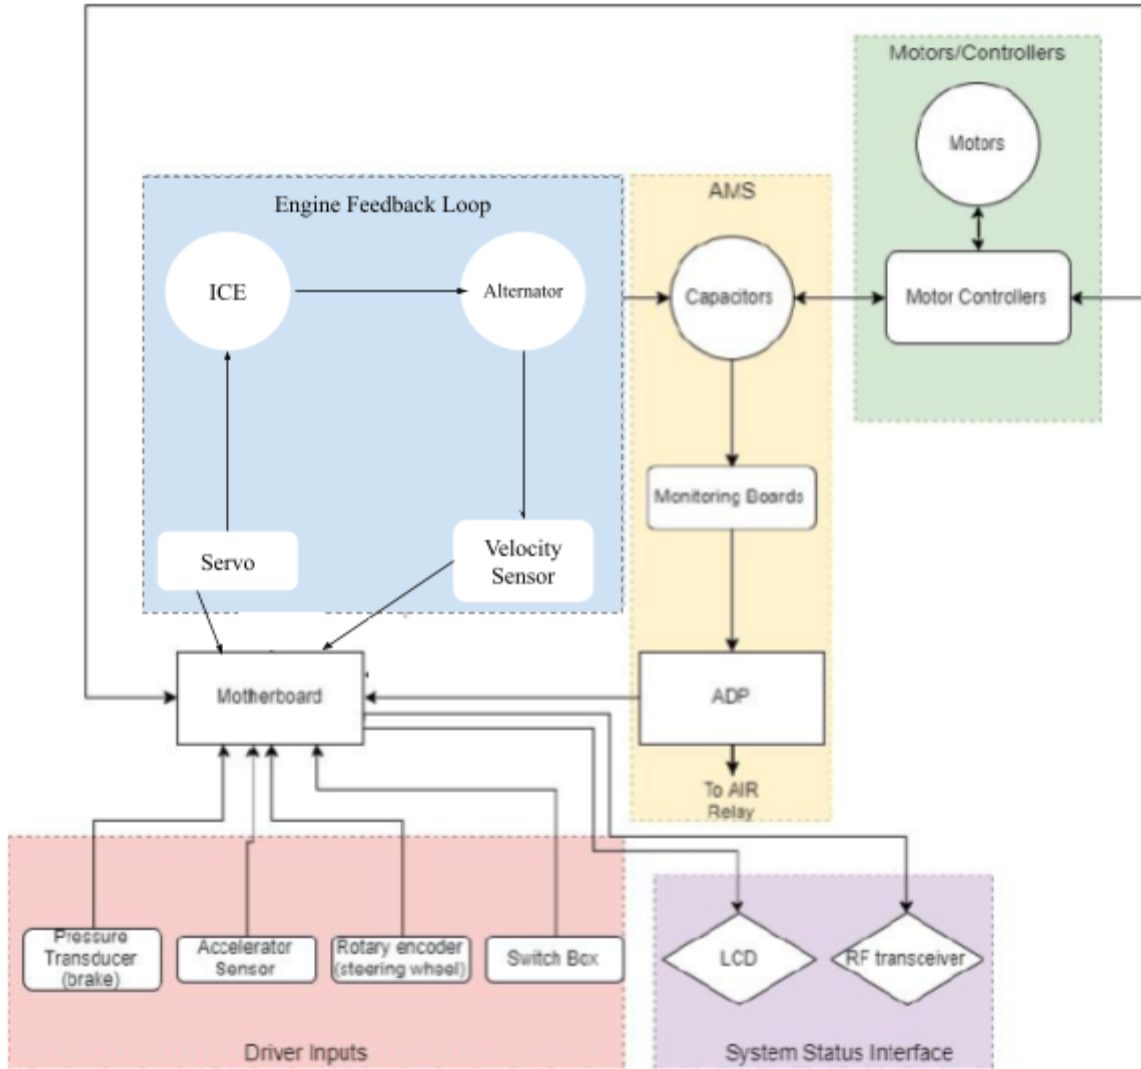 Motors/Controllers
Motors
Motor Controllers
Engine Feedback Loop
ICE
Alternator
Servo
Velocity
Sensor
AMS
Capacitors
Monitoring Boards
ADP
To AIR
Relay
Motherboard
Pressure
Transducer
(brake)
Accelerator
Sensor
Rotary encoder
(steering wheel)
Switch Box
Driver Inputs
LCD
RF transceiver
System Status Interface